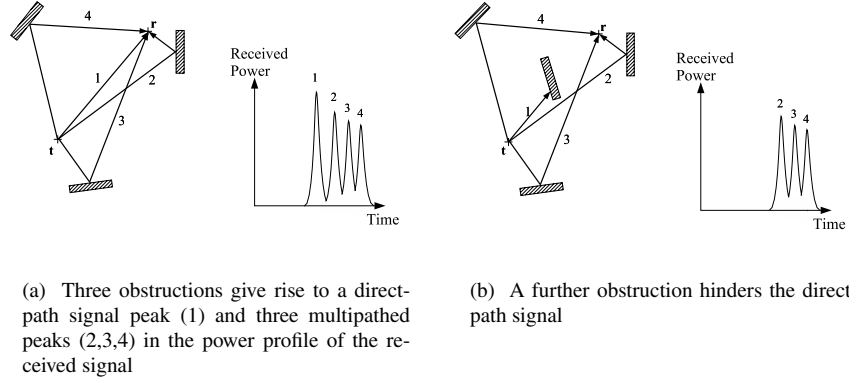 4
r
1
2
3
t
Received
Power
1
2
3
4
Time
(a) Three obstructions give rise to a direct-
path signal peak (1) and three multipathed
peaks (2,3,4) in the power profile of the re-
ceived signal
4
r
1
2
3
t
Received
Power
2
3
4
Time
(b) A further obstruction hinders the direct
path signal